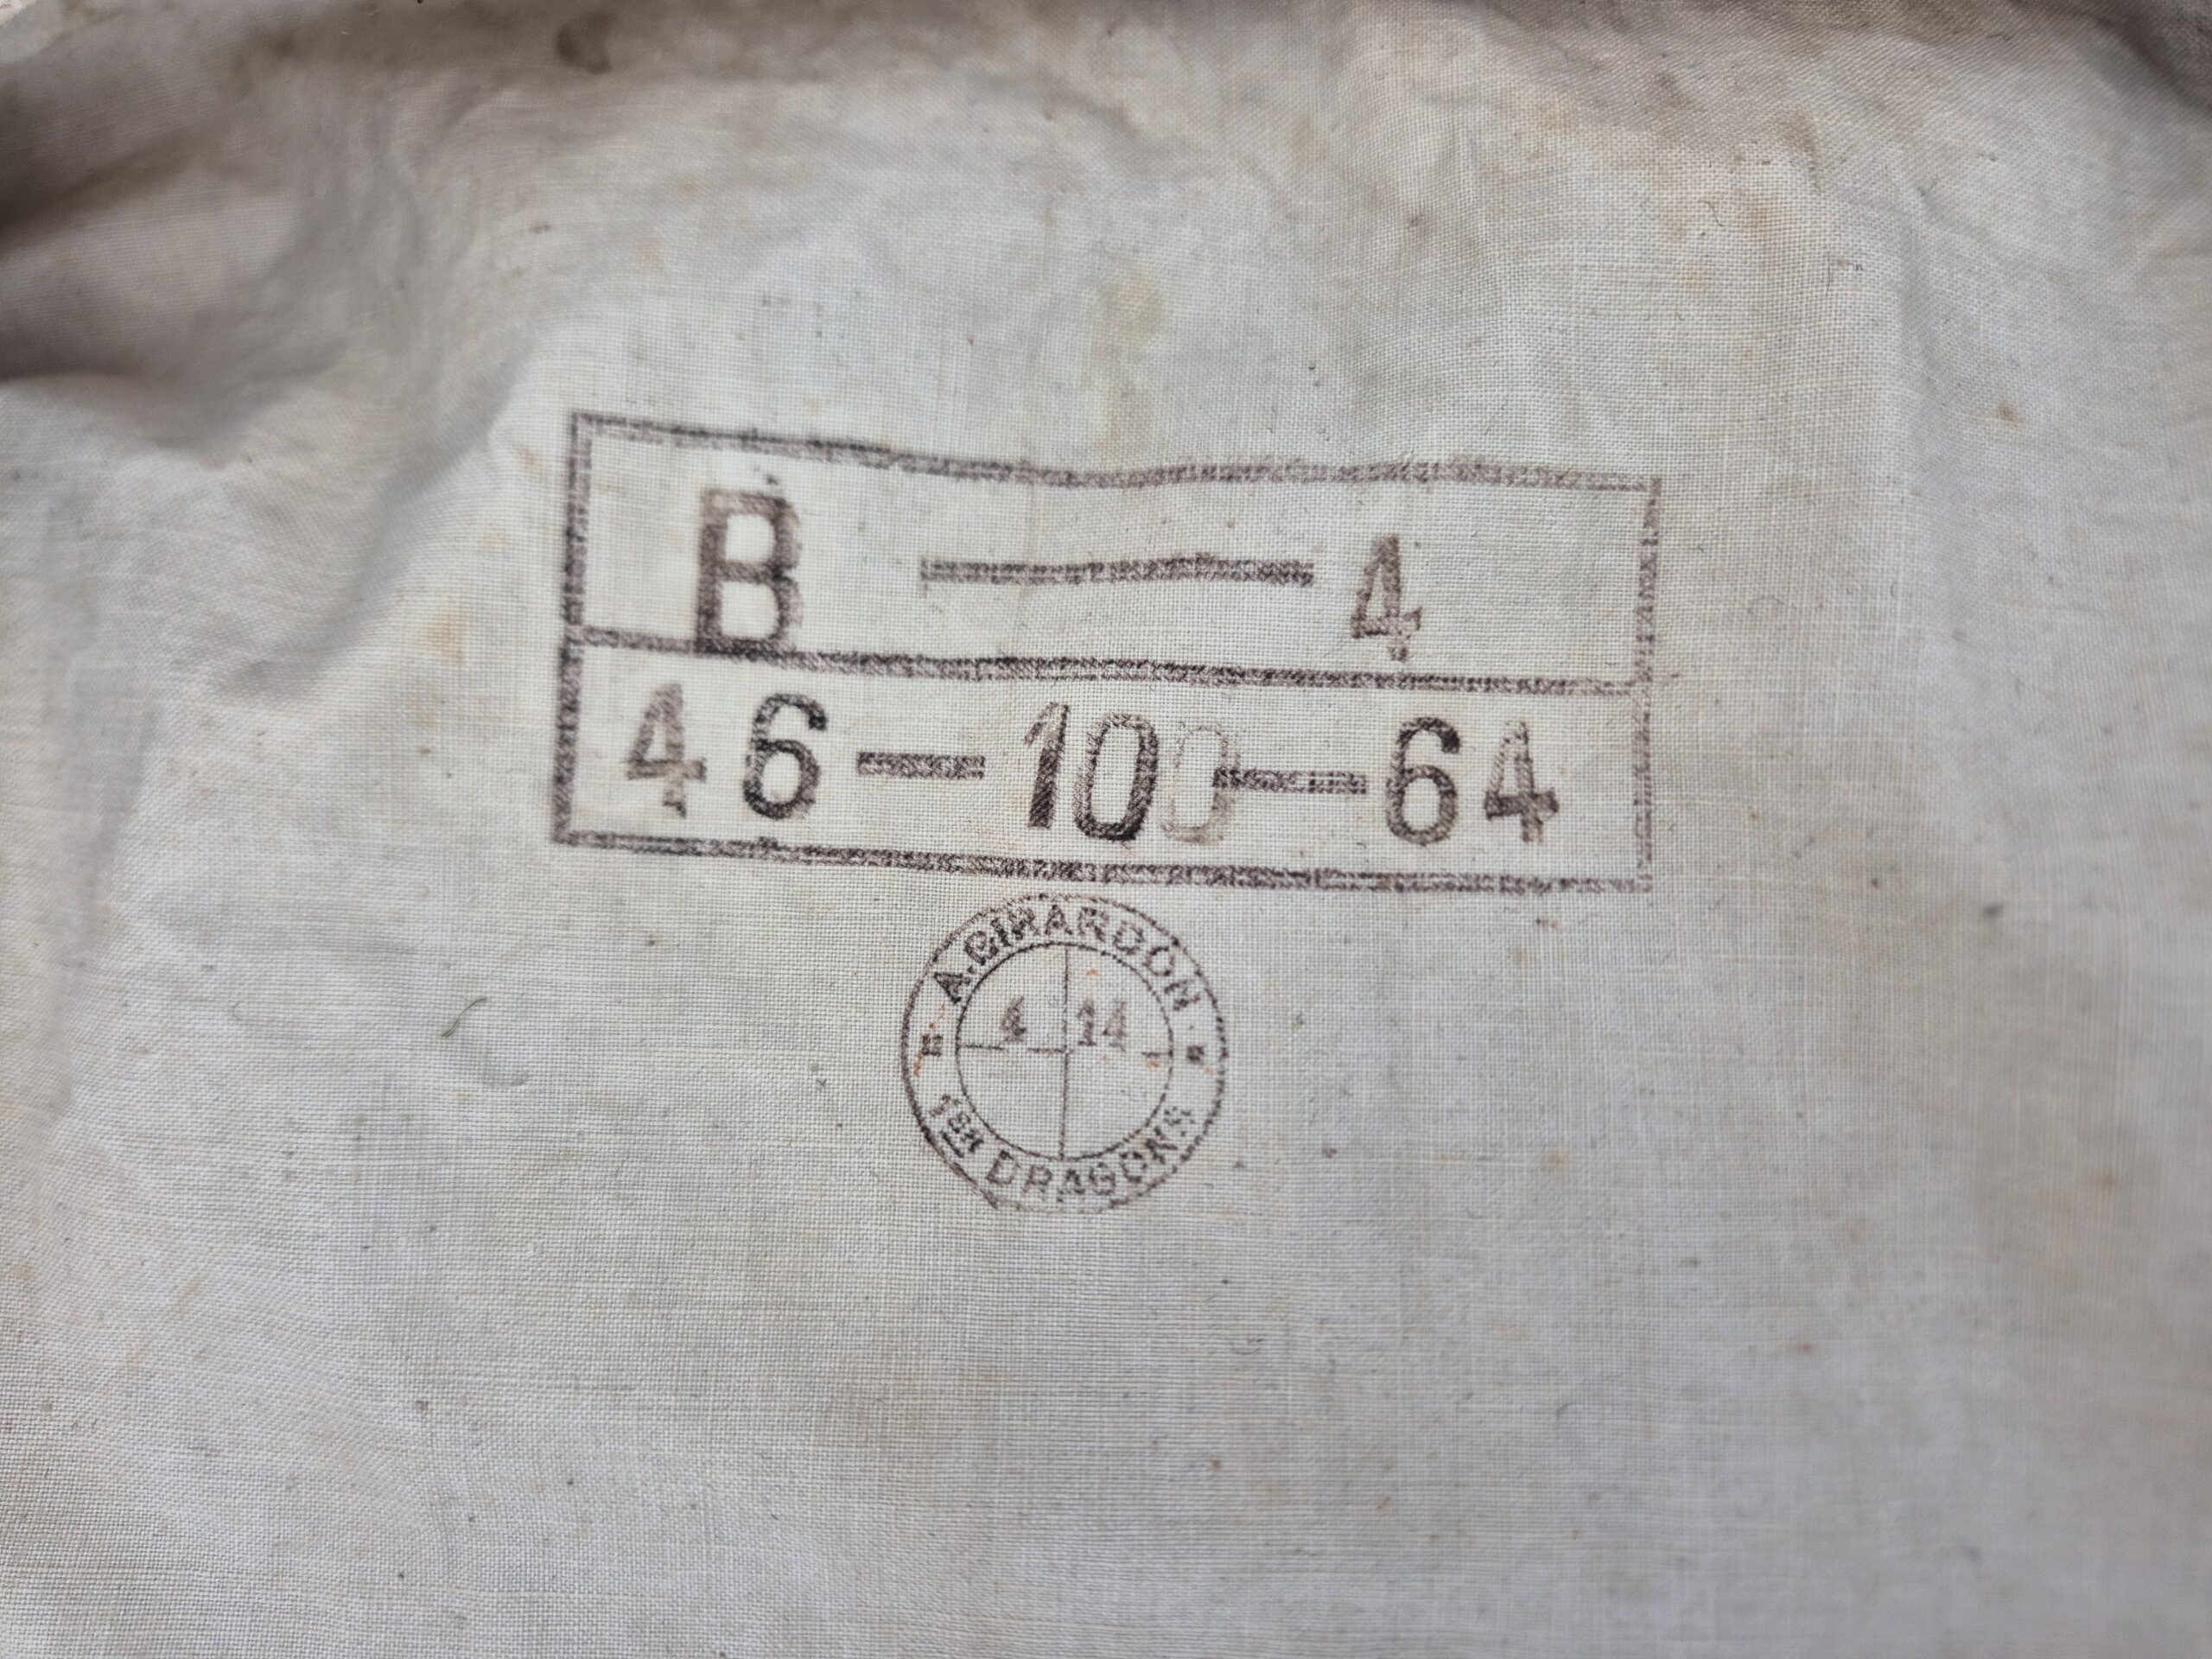 B — 4
46—100—64
A.GIRARDON
4 14
1ER DRAGONS